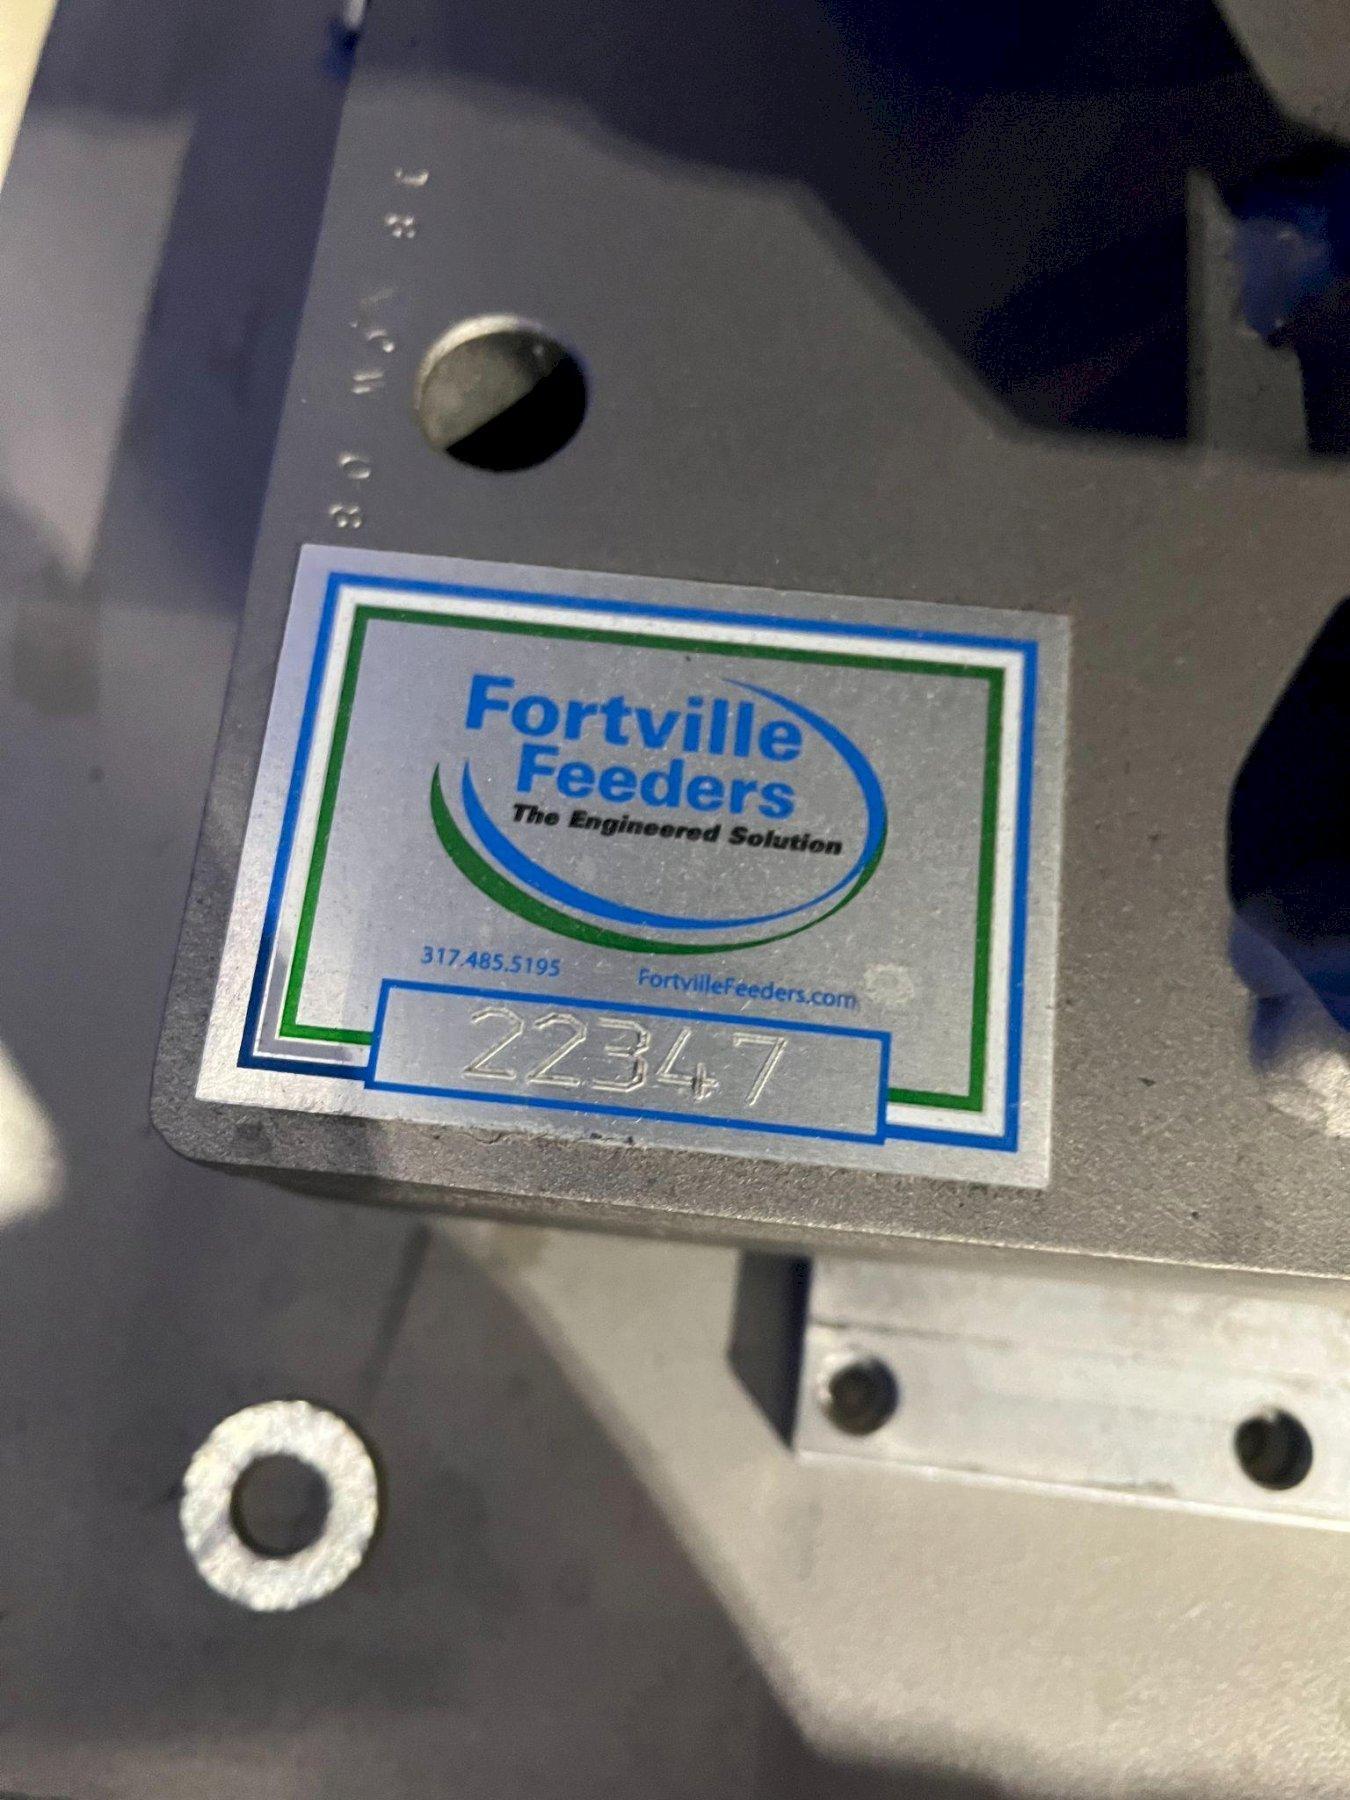 Fortville
Feeders
The Engineered Solution
317.485.5195
FortvilleFeeders.com
22347